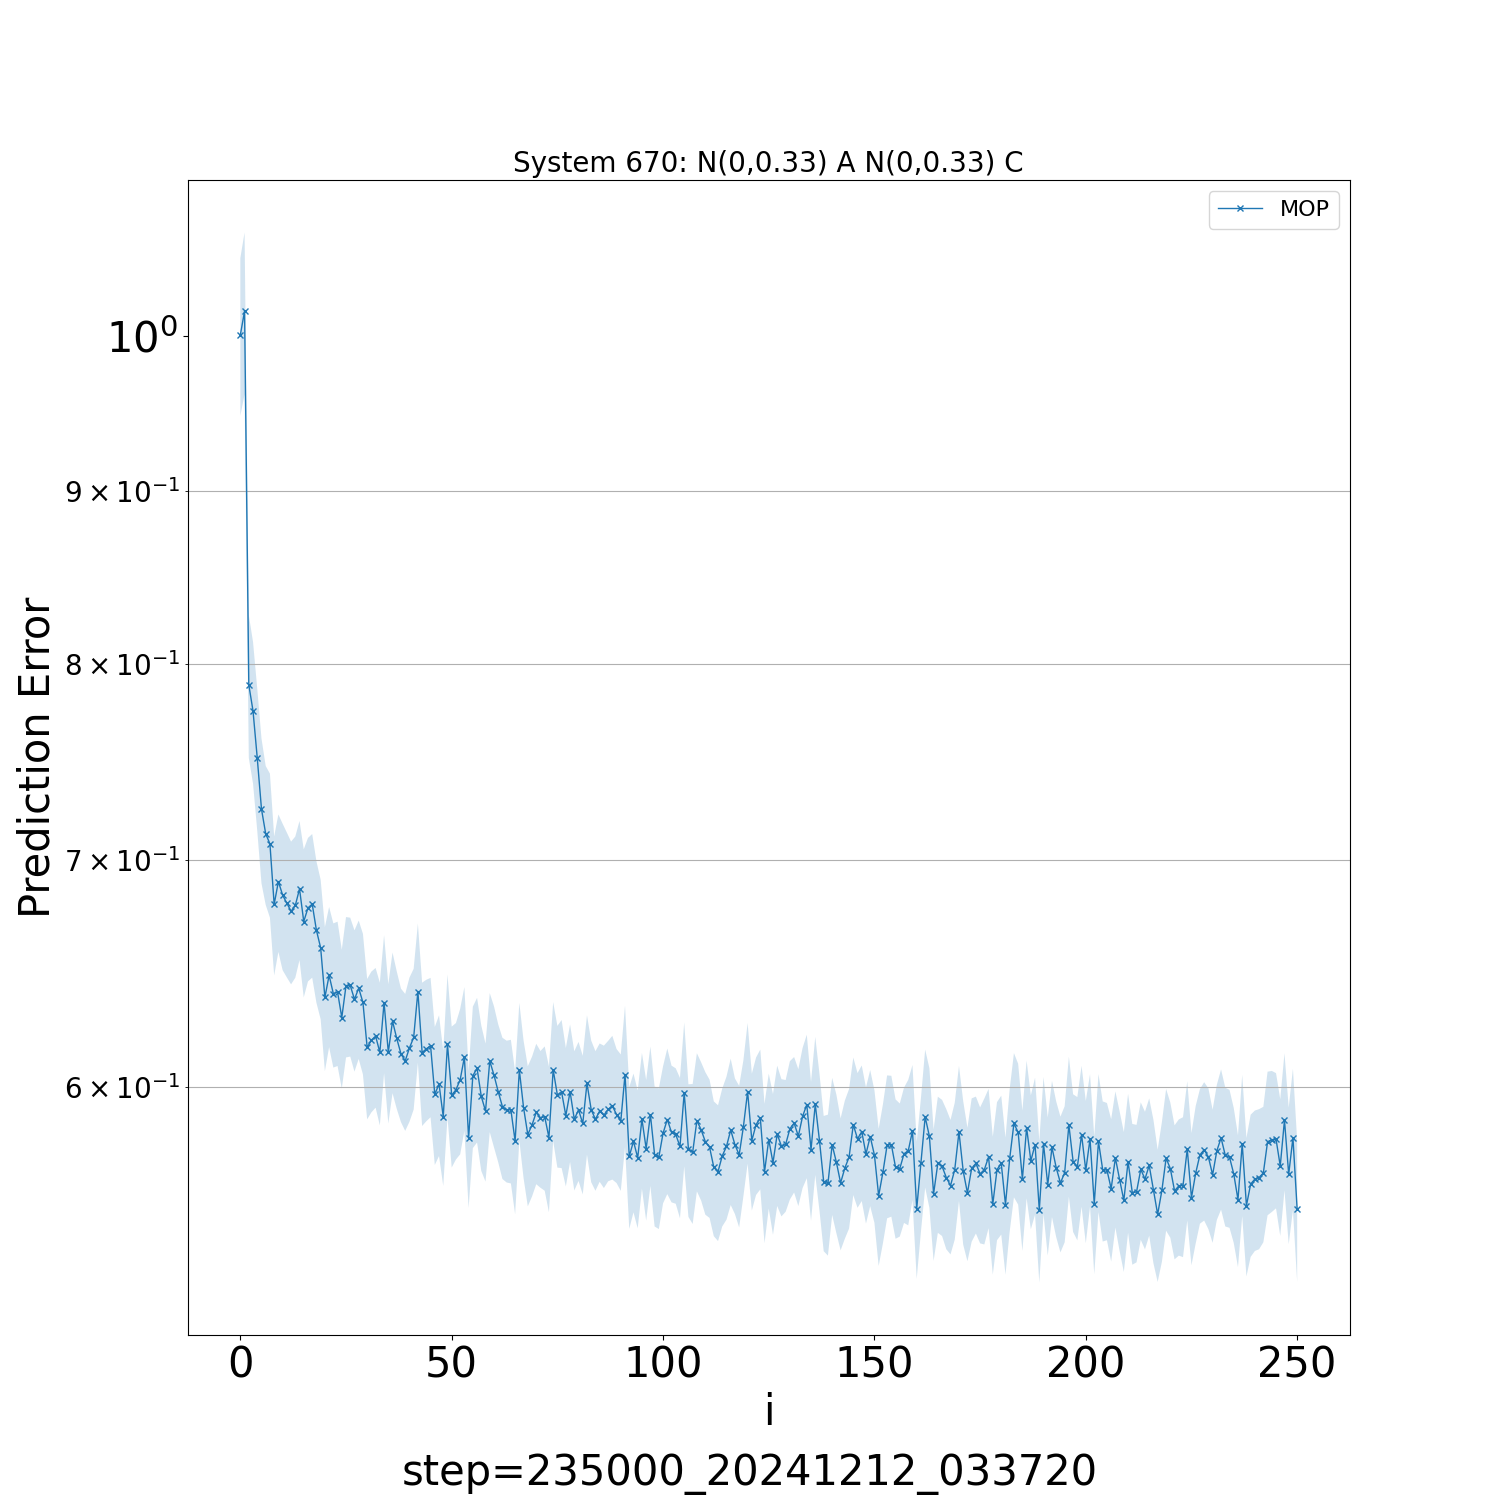 System 670: N(0,0.33) A N(0,0.33) C
MOP
10⁰
9 × 10⁻¹
8 × 10⁻¹
7 × 10⁻¹
6 × 10⁻¹
Prediction Error
0 50 100 150 200 250
i
step=235000_20241212_033720